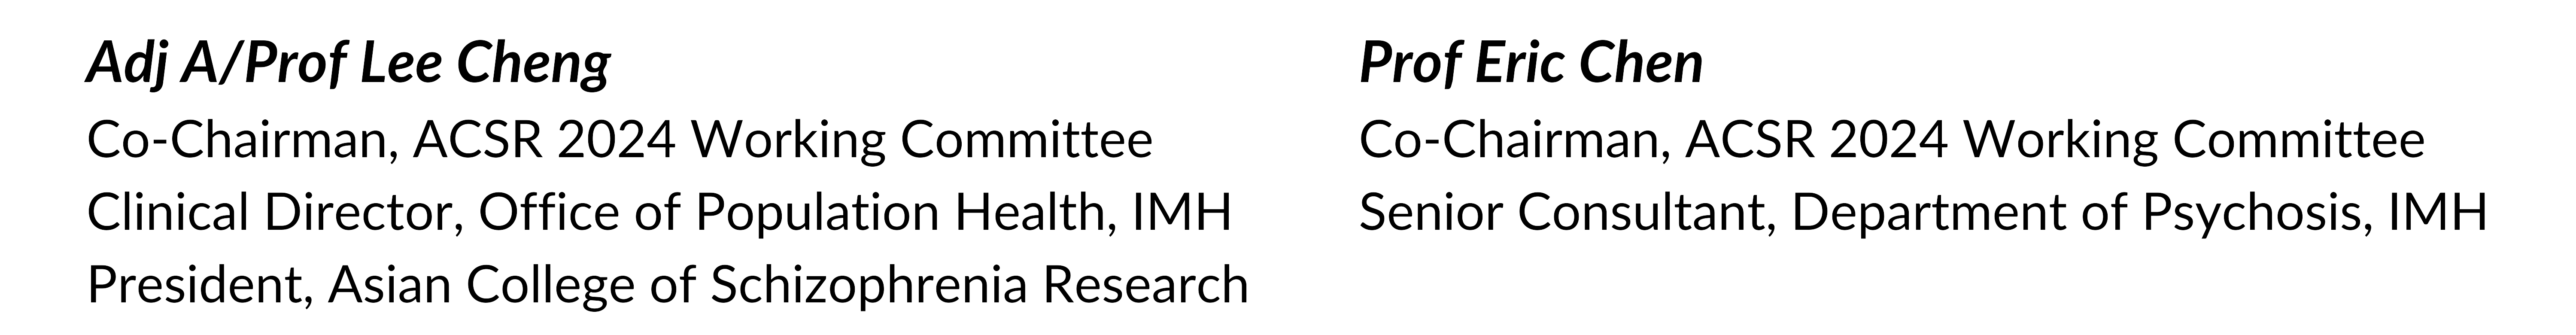 Adj A/Prof Lee Cheng
Co-Chairman, ACSR 2024 Working Committee
Clinical Director, Office of Population Health, IMH
President, Asian College of Schizophrenia Research
Prof Eric Chen
Co-Chairman, ACSR 2024 Working Committee
Senior Consultant, Department of Psychosis, IMH